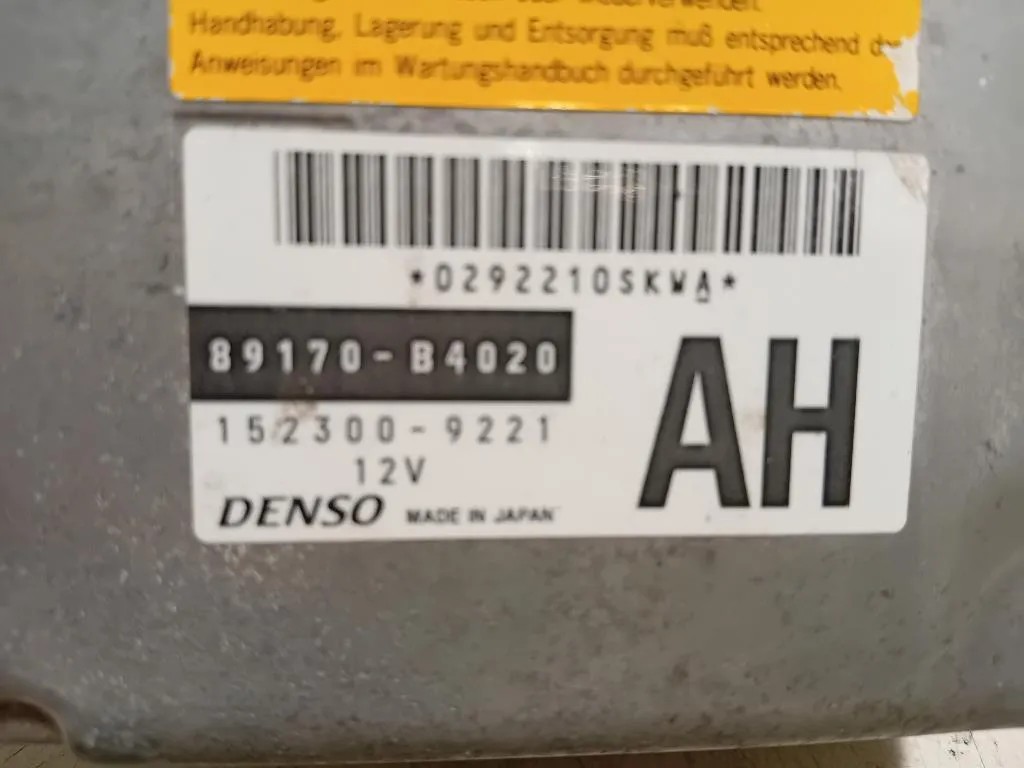 Handhabung, Lagerung und Entsorgung muß entsprechend
Anweisungen im Wartungshandbuch durchgeführt werden.
*0292210SKWA*
89170-B4020
AH
152300-9221
12V
DENSO MADE IN JAPAN